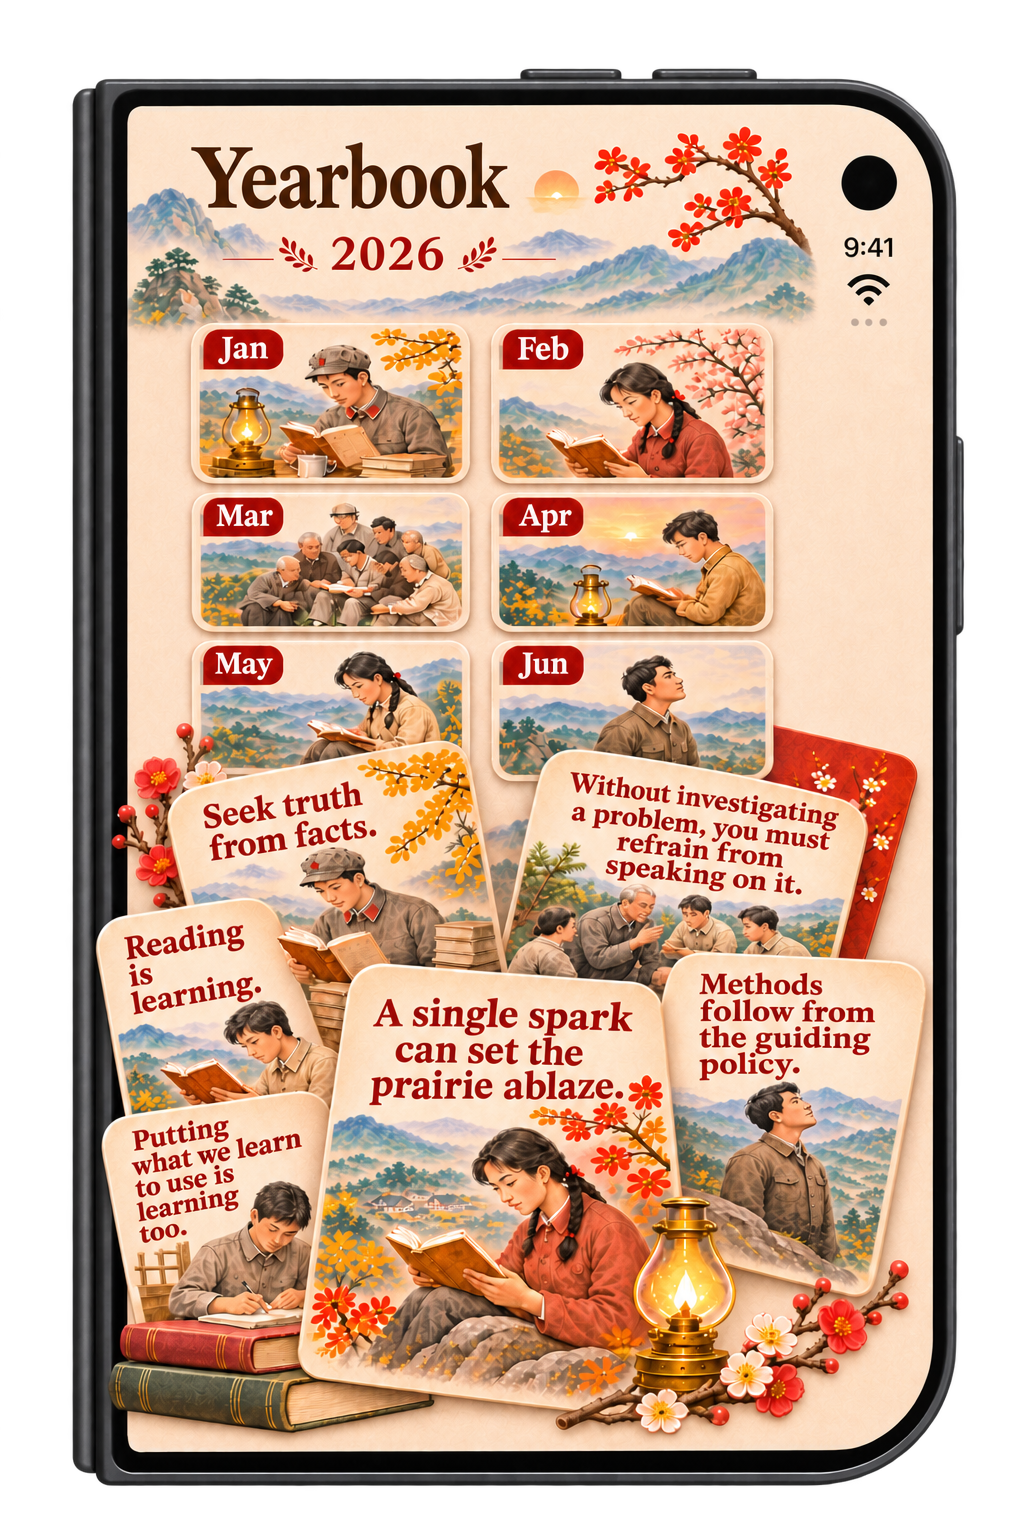 Yearbook
2026
9:41
Jan
Feb
Mar
Apr
May
Jun
Seek truth
from facts.
Without investigating
a problem, you must
refrain from
speaking on it.
Reading
is
learning.
A single spark
can set the
prairie ablaze.
Methods
follow from
the guiding
policy.
Putting
what we learn
to use is
learning
too.